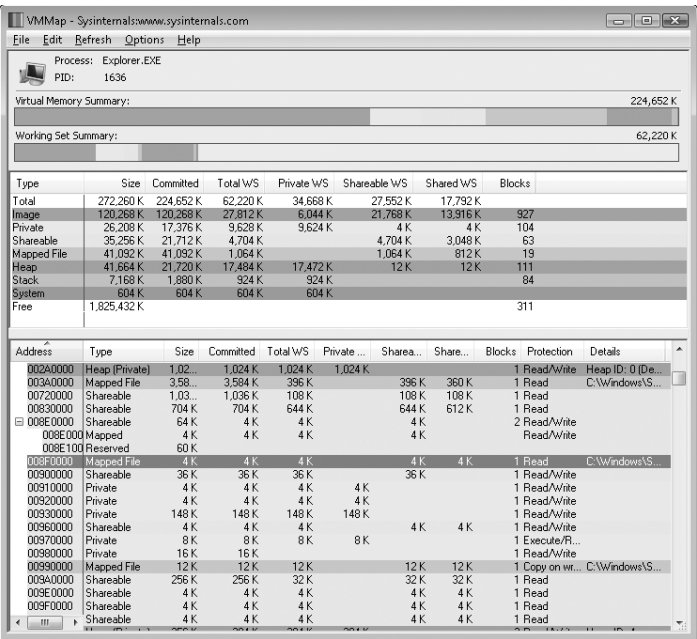 VMMap - Sysinternals:www.sysinternals.com
File Edit Refresh Options Help
Process: Explorer.EXE
PID: 1636
Virtual Memory Summary: 224,652 K
Working Set Summary: 62,220 K
Type Size Committed Total WS Private WS Shareable WS Shared WS Blocks
Total 272,260 K 224,652 K 62,220 K 34,668 K 27,552 K 17,792 K
Image 120,268 K 120,268 K 27,812 K 6,044 K 21,768 K 13,916 K 927
Private 26,208 K 17,376 K 9,628 K 9,624 K 4 K 4 K 104
Shareable 35,256 K 21,712 K 4,704 K 4,704 K 3,048 K 63
Mapped File 41,092 K 41,092 K 1,064 K 1,064 K 812 K 19
Heap 41,664 K 21,720 K 17,484 K 17,472 K 12 K 12 K 111
Stack 7,168 K 1,880 K 924 K 924 K 84
System 604 K 604 K 604 K 604 K
Free 1,825,432 K 311
Address Type Size Committed Total WS Private ... Sharea... Share... Blocks Protection Details
002A0000 Heap (Private) 1,02... 1,024 K 1,024 K 1,024 K 1 Read/Write Heap ID: 0 (De...
003A0000 Mapped File 3,58... 3,584 K 396 K 396 K 360 K 1 Read C:\Windows\S...
00720000 Shareable 1,03... 1,036 K 108 K 108 K 108 K 1 Read
00830000 Shareable 704 K 704 K 644 K 644 K 612 K 1 Read
008E0000 Shareable 64 K 4 K 4 K 4 K 2 Read/Write
008E000 Mapped 4 K 4 K 4 K 4 K Read/Write
008E100 Reserved 60 K
008F0000 Mapped File 4 K 4 K 4 K 4 K 4 K 1 Read C:\Windows\S...
00900000 Shareable 36 K 36 K 36 K 36 K 1 Read/Write
00910000 Private 4 K 4 K 4 K 4 K 1 Read/Write
00920000 Private 4 K 4 K 4 K 4 K 1 Read/Write
00930000 Private 148 K 148 K 148 K 148 K 1 Read/Write
00960000 Shareable 4 K 4 K 4 K 4 K 4 K 1 Read/Write
00970000 Private 8 K 8 K 8 K 8 K 1 Execute/R...
00980000 Private 16 K 16 K 1 Read/Write
00990000 Mapped File 12 K 12 K 12 K 12 K 12 K 1 Copy on wr... C:\Windows\S...
009A0000 Shareable 256 K 256 K 32 K 32 K 32 K 1 Read
009E0000 Shareable 4 K 4 K 4 K 4 K 4 K 1 Read
009F0000 Shareable 4 K 4 K 4 K 4 K 4 K 1 Read
Shareable 4 K 4 K 4 K 4 K 4 K 1 Read/Write